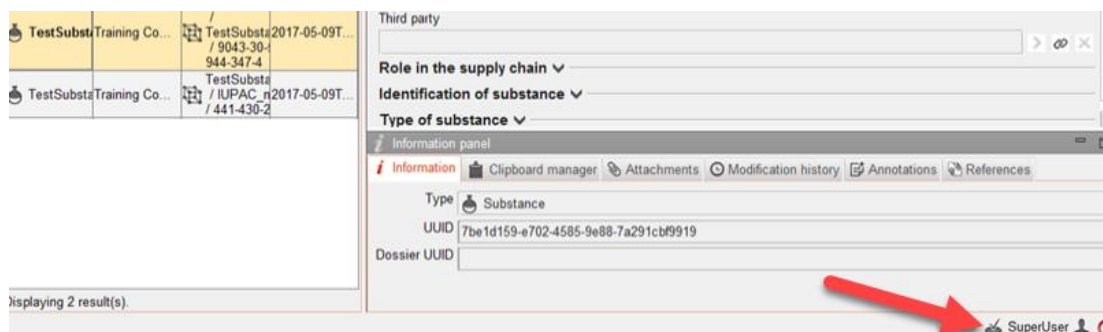 TestSubst Training Co... / TestSubsta 2017-05-09T...
/ 9043-30-
944-347-4
TestSubsta Training Co... TestSubsta / IUPAC_n 2017-05-09T...
/ 441-430-2
Displaying 2 result(s).
Third party
Role in the supply chain
Identification of substance
Type of substance
Information panel
Information Clipboard manager Attachments Modification history Annotations References
Type Substance
UUID 7be1d159-e702-4585-9e88-7a291cbf9919
Dossier UUID
SuperUser